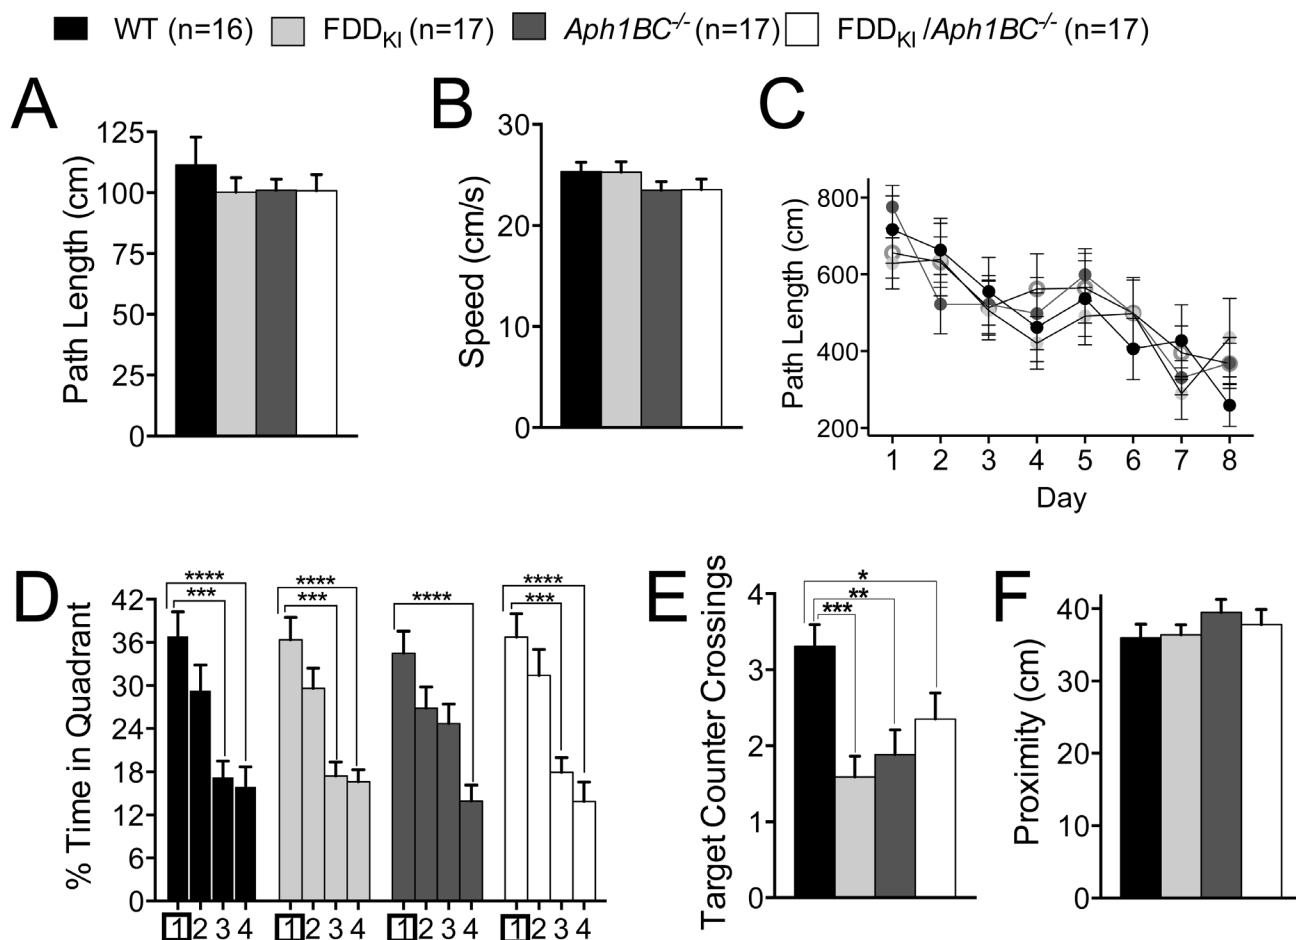 WT (n=16) FDDKI (n=17) Aph1BC-/- (n=17) FDDKI /Aph1BC-/- (n=17)
A
Path Length (cm)
125
100
75
50
25
0
B
Speed (cm/s)
30
20
10
0
C
Path Length (cm)
800
600
400
200
1 2 3 4 5 6 7 8
Day
D
% Time in Quadrant
42
36
30
24
18
12
6
0
****
***
****
***
****
****
***
1 2 3 4 1 2 3 4 1 2 3 4 1 2 3 4
E
Target Counter Crossings
4
3
2
1
0
*
**
***
F
Proximity (cm)
40
30
20
10
0